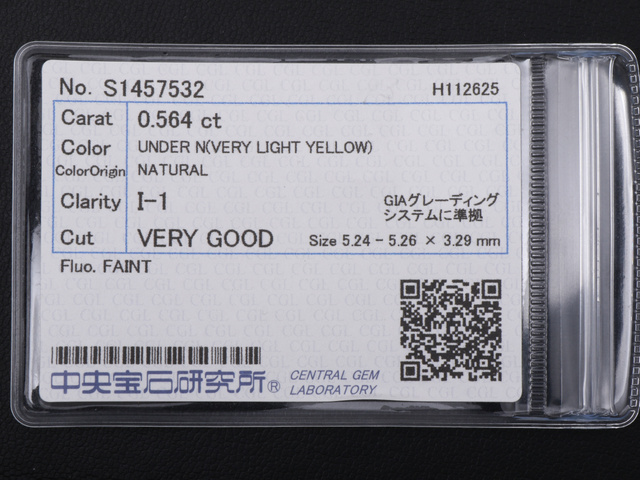 No. S1457532 H112625
Carat 0.564 ct
Color UNDER N(VERY LIGHT YELLOW)
ColorOrigin NATURAL
Clarity I-1 GIAグレーディング
システムに準拠
Cut VERY GOOD Size 5.24 - 5.26 × 3.29 mm
Fluo. FAINT
中央宝石研究所® CENTRAL GEM
LABORATORY